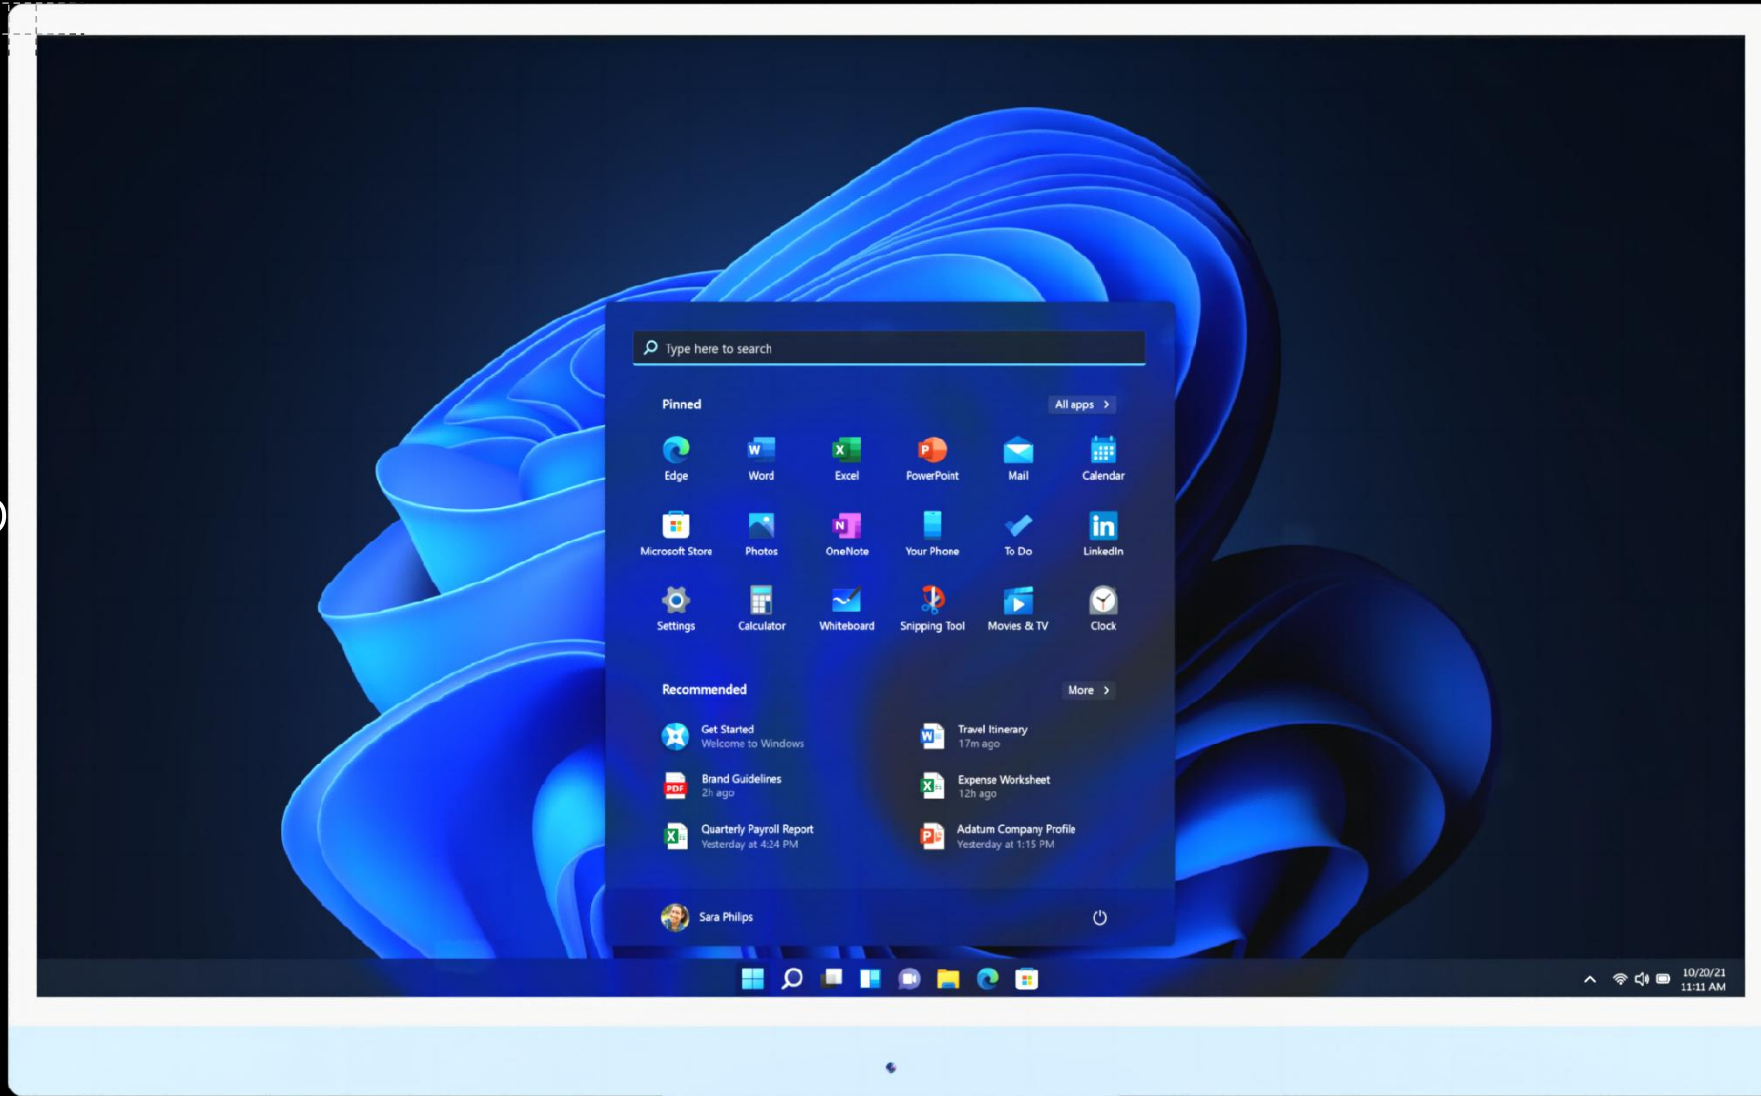 Type here to search
Pinned
All apps
Edge
Word
Excel
PowerPoint
Mail
Calendar
Microsoft Store
Photos
OneNote
Your Phone
To Do
LinkedIn
Settings
Calculator
Whiteboard
Snipping Tool
Movies & TV
Clock
Recommended
More
Get Started
Welcome to Windows
Travel Itinerary
17m ago
Brand Guidelines
2h ago
Expense Worksheet
12h ago
Quarterly Payroll Report
Yesterday at 4:24 PM
Adatum Company Profile
Yesterday at 1:15 PM
Sara Philips
10/20/21
11:11 AM